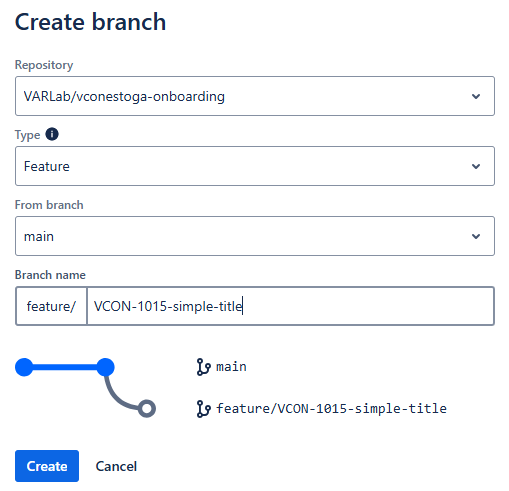 Create branch
Repository
VARLab/vconestoga-onboarding
Type
Feature
From branch
main
Branch name
feature/ VCON-1015-simple-title
main
feature/VCON-1015-simple-title
Create Cancel